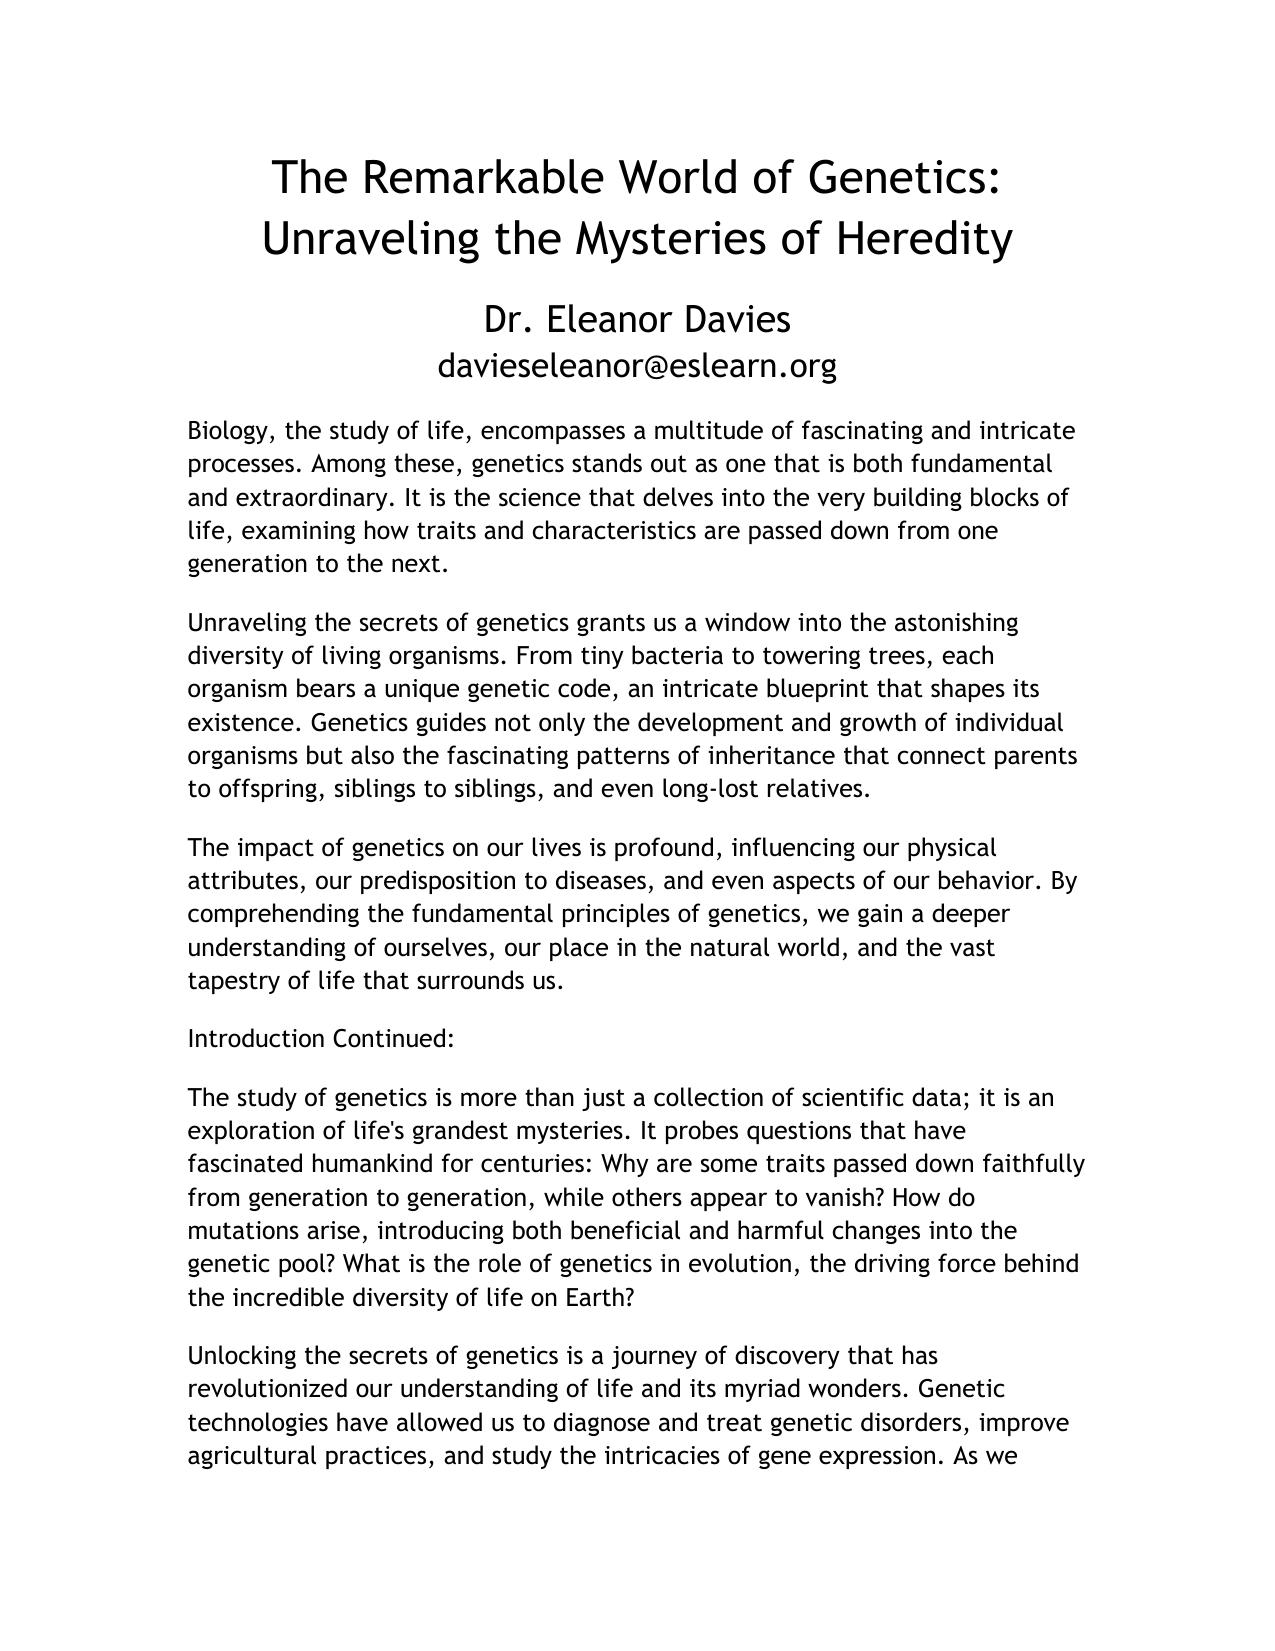 The Remarkable World of Genetics:
Unraveling the Mysteries of Heredity
Dr. Eleanor Davies
davieseleanor@eslearn.org
Biology, the study of life, encompasses a multitude of fascinating and intricate
processes. Among these, genetics stands out as one that is both fundamental
and extraordinary. It is the science that delves into the very building blocks of
life, examining how traits and characteristics are passed down from one
generation to the next.
Unraveling the secrets of genetics grants us a window into the astonishing
diversity of living organisms. From tiny bacteria to towering trees, each
organism bears a unique genetic code, an intricate blueprint that shapes its
existence. Genetics guides not only the development and growth of individual
organisms but also the fascinating patterns of inheritance that connect parents
to offspring, siblings to siblings, and even long-lost relatives.
The impact of genetics on our lives is profound, influencing our physical
attributes, our predisposition to diseases, and even aspects of our behavior. By
comprehending the fundamental principles of genetics, we gain a deeper
understanding of ourselves, our place in the natural world, and the vast
tapestry of life that surrounds us.
Introduction Continued:
The study of genetics is more than just a collection of scientific data; it is an
exploration of life's grandest mysteries. It probes questions that have
fascinated humankind for centuries: Why are some traits passed down faithfully
from generation to generation, while others appear to vanish? How do
mutations arise, introducing both beneficial and harmful changes into the
genetic pool? What is the role of genetics in evolution, the driving force behind
the incredible diversity of life on Earth?
Unlocking the secrets of genetics is a journey of discovery that has
revolutionized our understanding of life and its myriad wonders. Genetic
technologies have allowed us to diagnose and treat genetic disorders, improve
agricultural practices, and study the intricacies of gene expression. As we